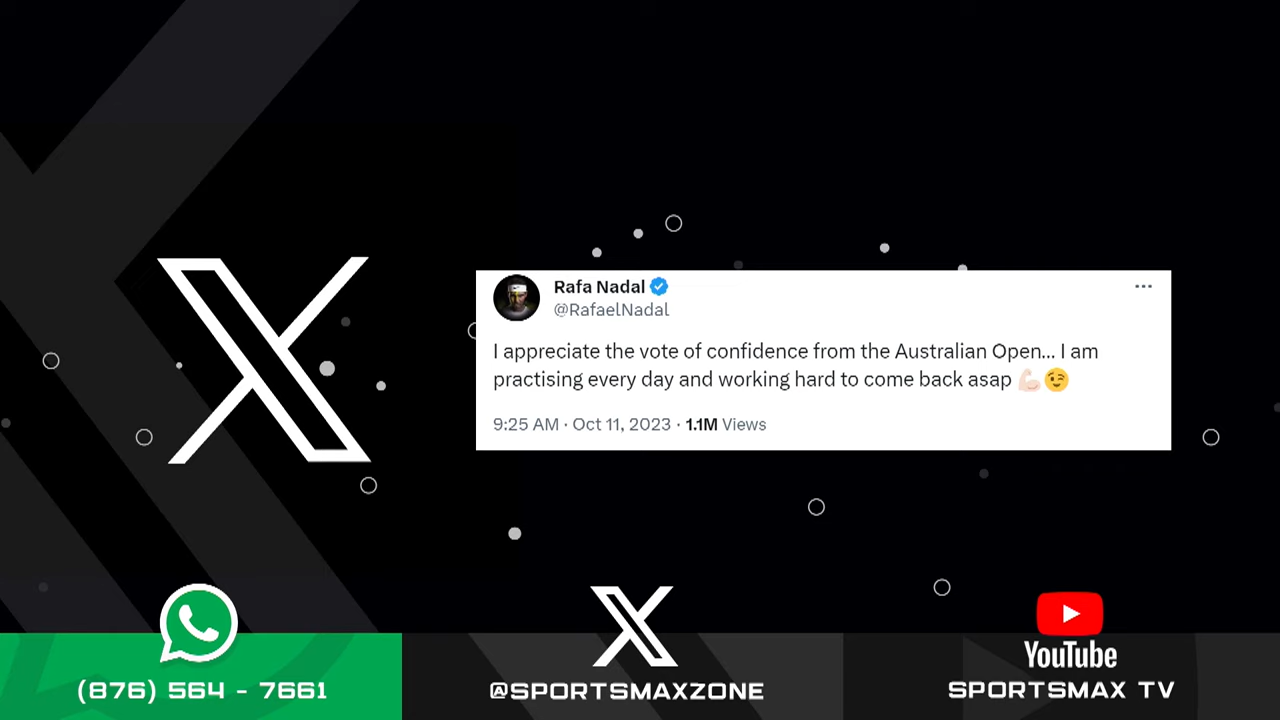 Rafa Nadal
@RafaelNadal
I appreciate the vote of confidence from the Australian Open... I am
practising every day and working hard to come back asap 💪🏻😉
9:25 AM · Oct 11, 2023 · 1.1M Views
(876) 564 - 7661
@SPORTSMAXZONE
YouTube
SPORTSMAX TV